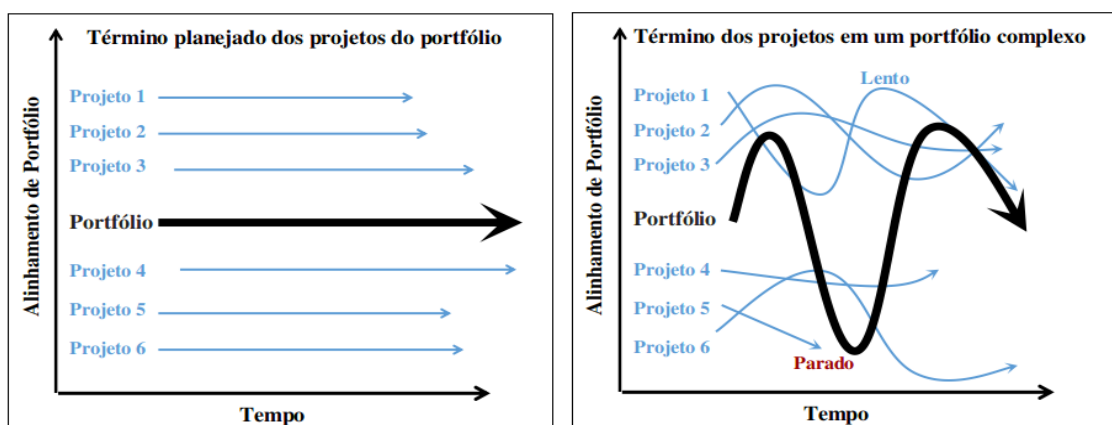 Término planejado dos projetos do portfólio
Alinhamento de Portfólio
Projeto 1
Projeto 2
Projeto 3
Portfólio
Projeto 4
Projeto 5
Projeto 6
Tempo
Término dos projetos em um portfólio complexo
Alinhamento de Portfólio
Lento
Projeto 1
Projeto 2
Projeto 3
Portfólio
Projeto 4
Projeto 5
Projeto 6
Parado
Tempo